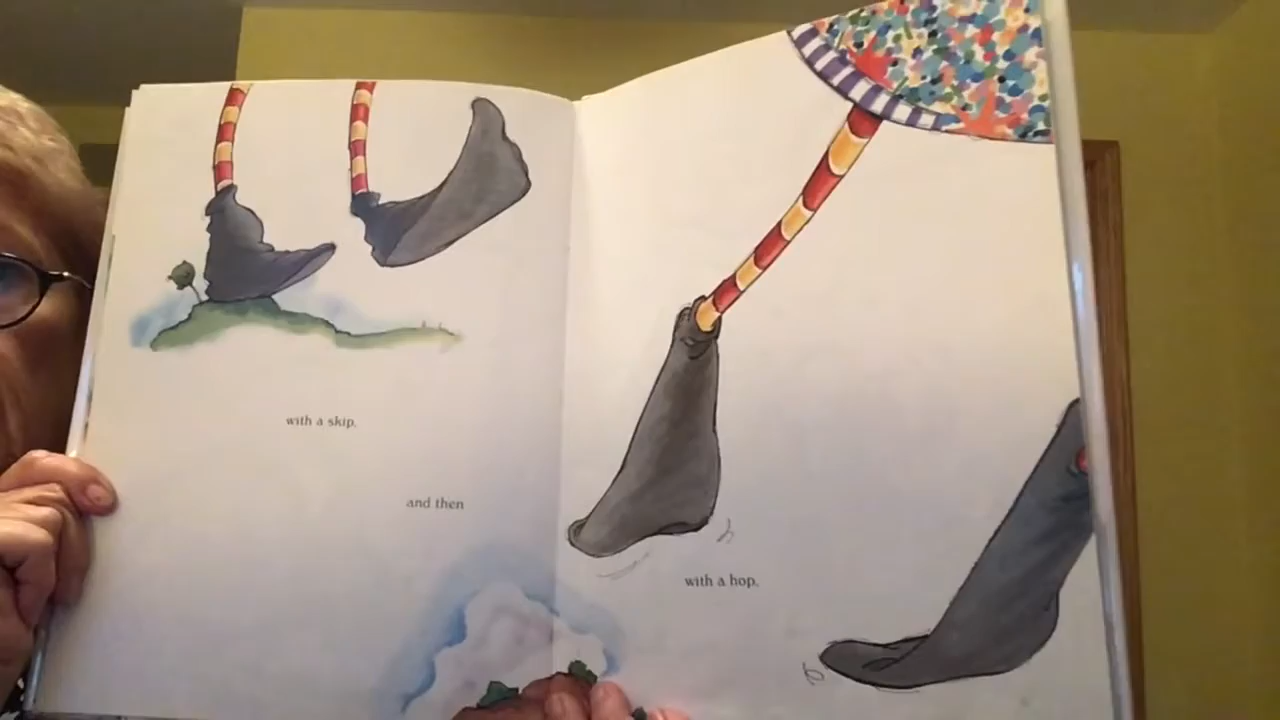 with a skip,
and then
with a hop,